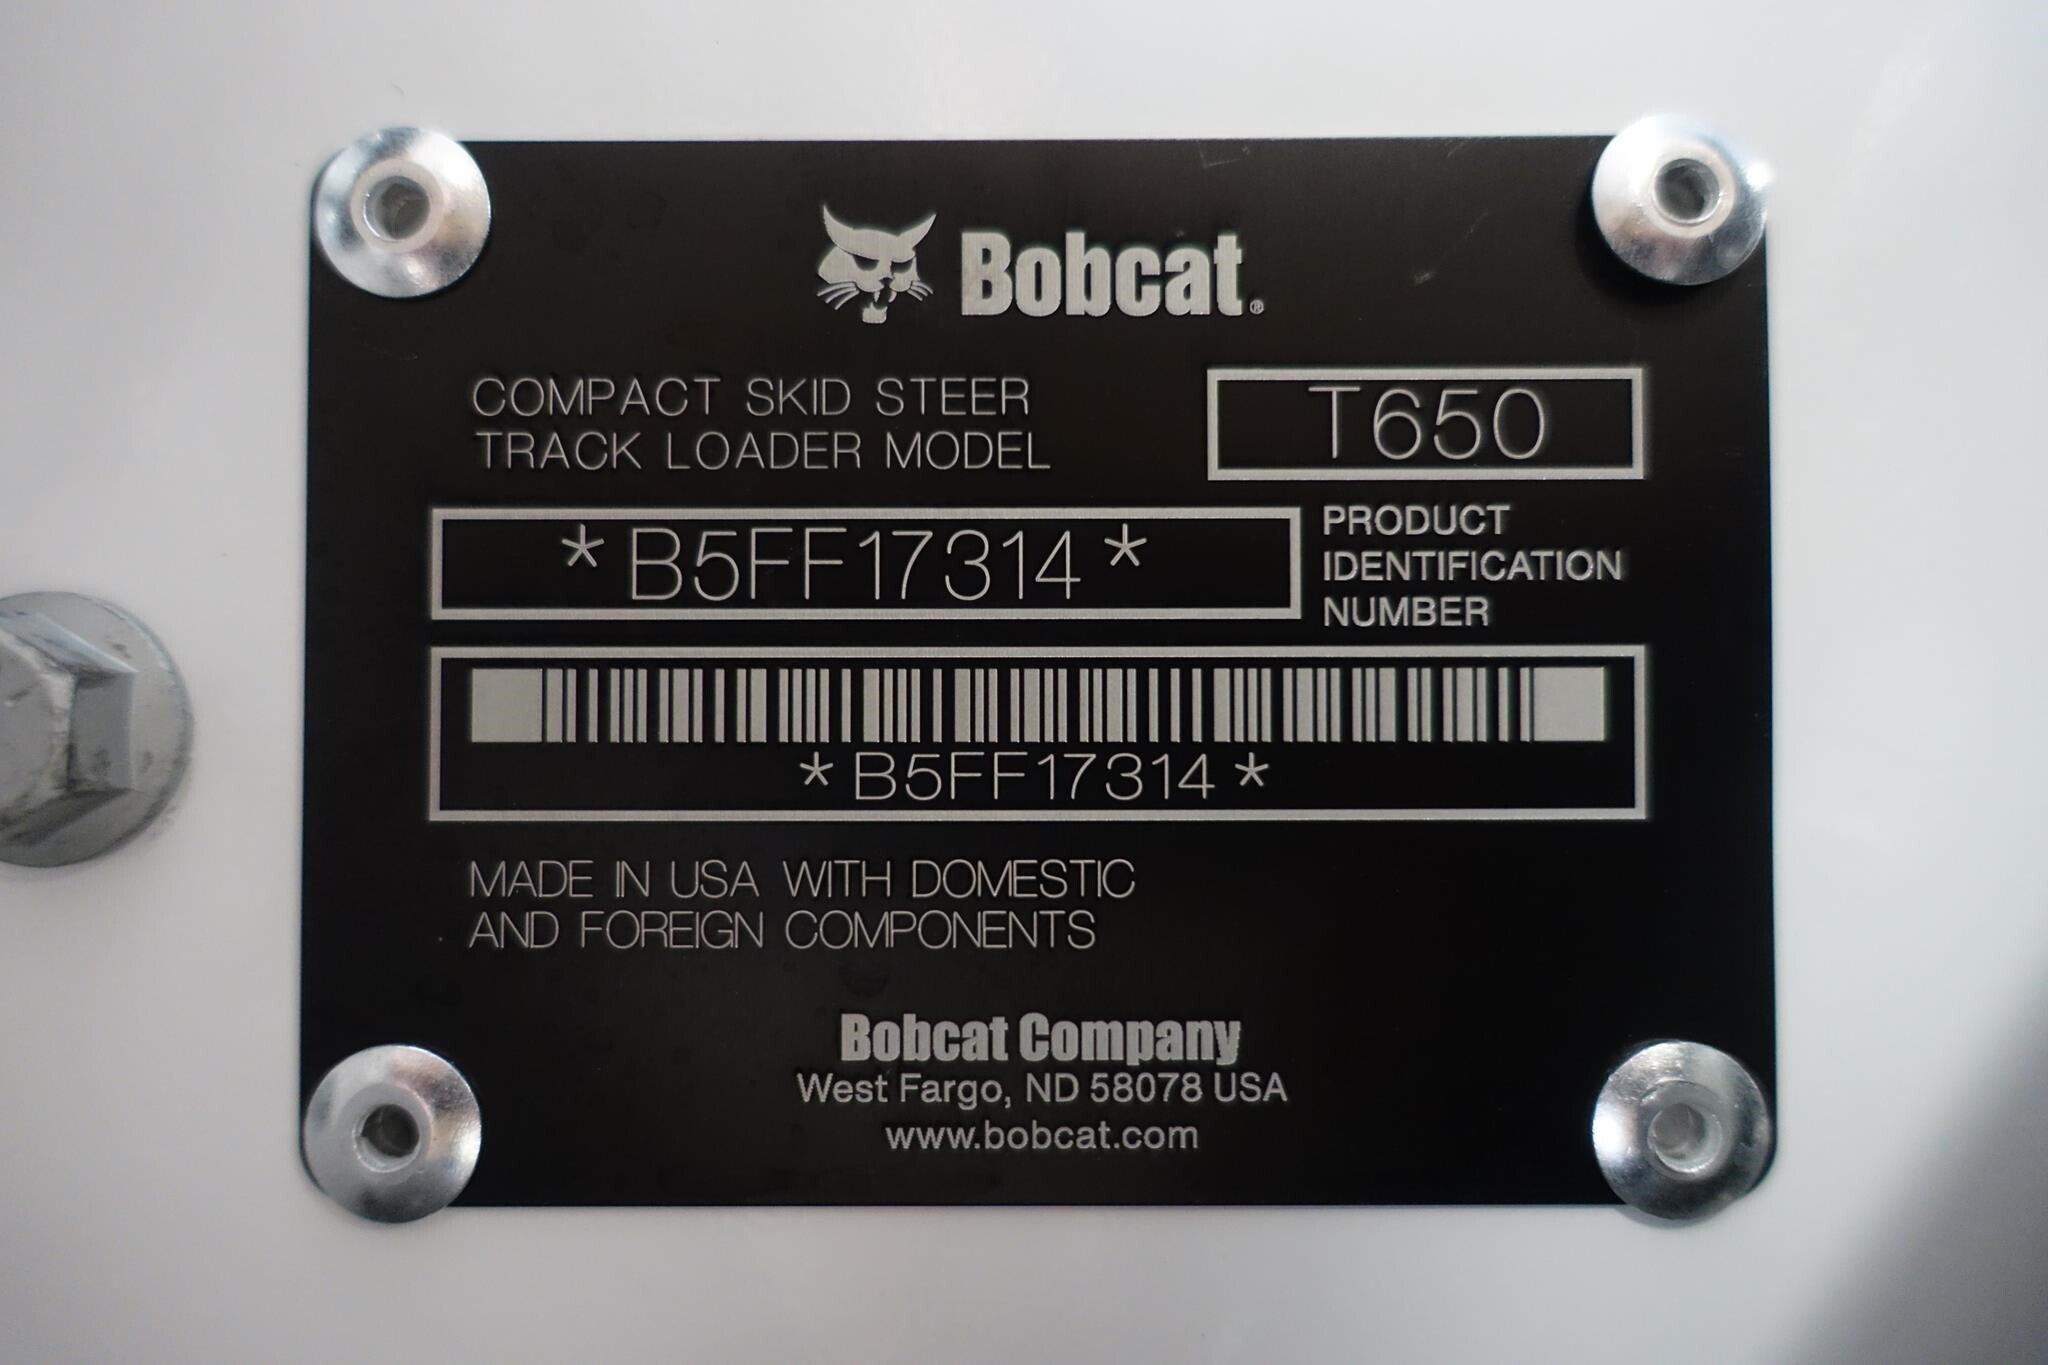 Bobcat®
COMPACT SKID STEER
TRACK LOADER MODEL
T650
*B5FF17314*
PRODUCT
IDENTIFICATION
NUMBER
*B5FF17314*
MADE IN USA WITH DOMESTIC
AND FOREIGN COMPONENTS
Bobcat Company
West Fargo, ND 58078 USA
www.bobcat.com